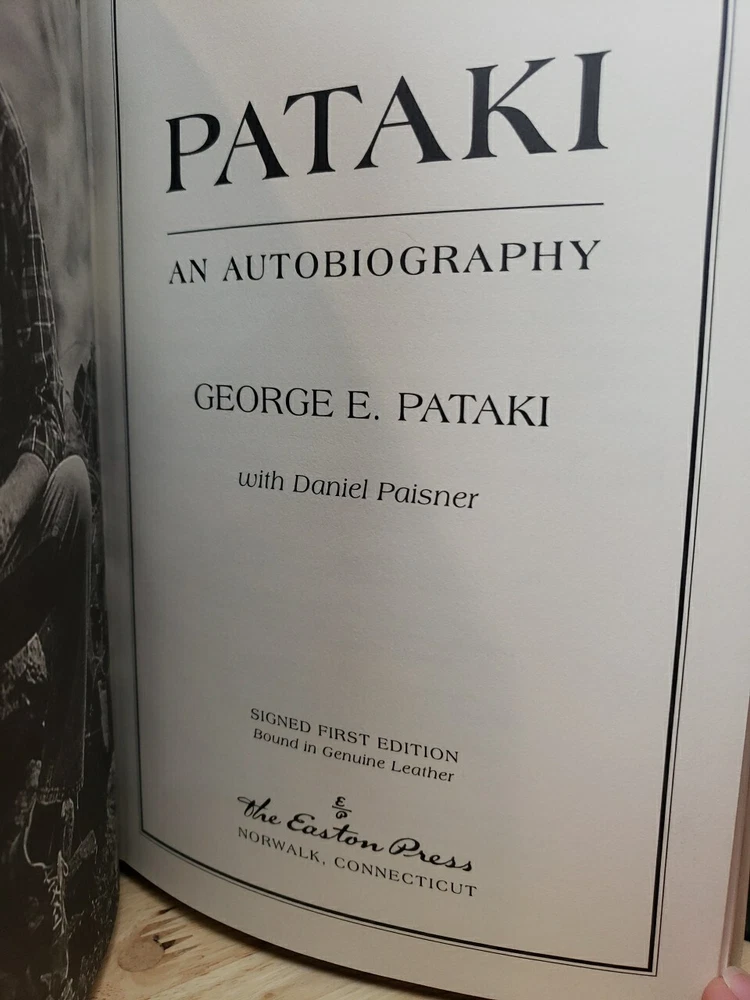 PATAKI
AN AUTOBIOGRAPHY
GEORGE E. PATAKI
with Daniel Paisner
SIGNED FIRST EDITION
Bound in Genuine Leather
E
P
the Easton Press
NORWALK, CONNECTICUT